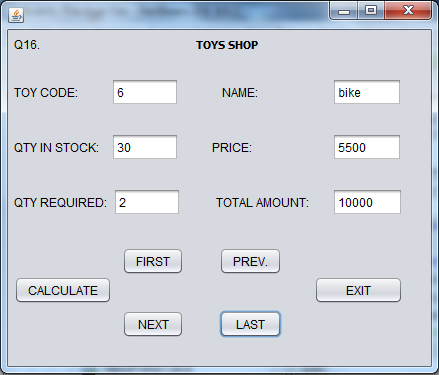 Q16. TOYS SHOP
TOY CODE: 6 NAME: bike
QTY IN STOCK: 30 PRICE: 5500
QTY REQUIRED: 2 TOTAL AMOUNT: 10000
FIRST PREV.
CALCULATE EXIT
NEXT LAST